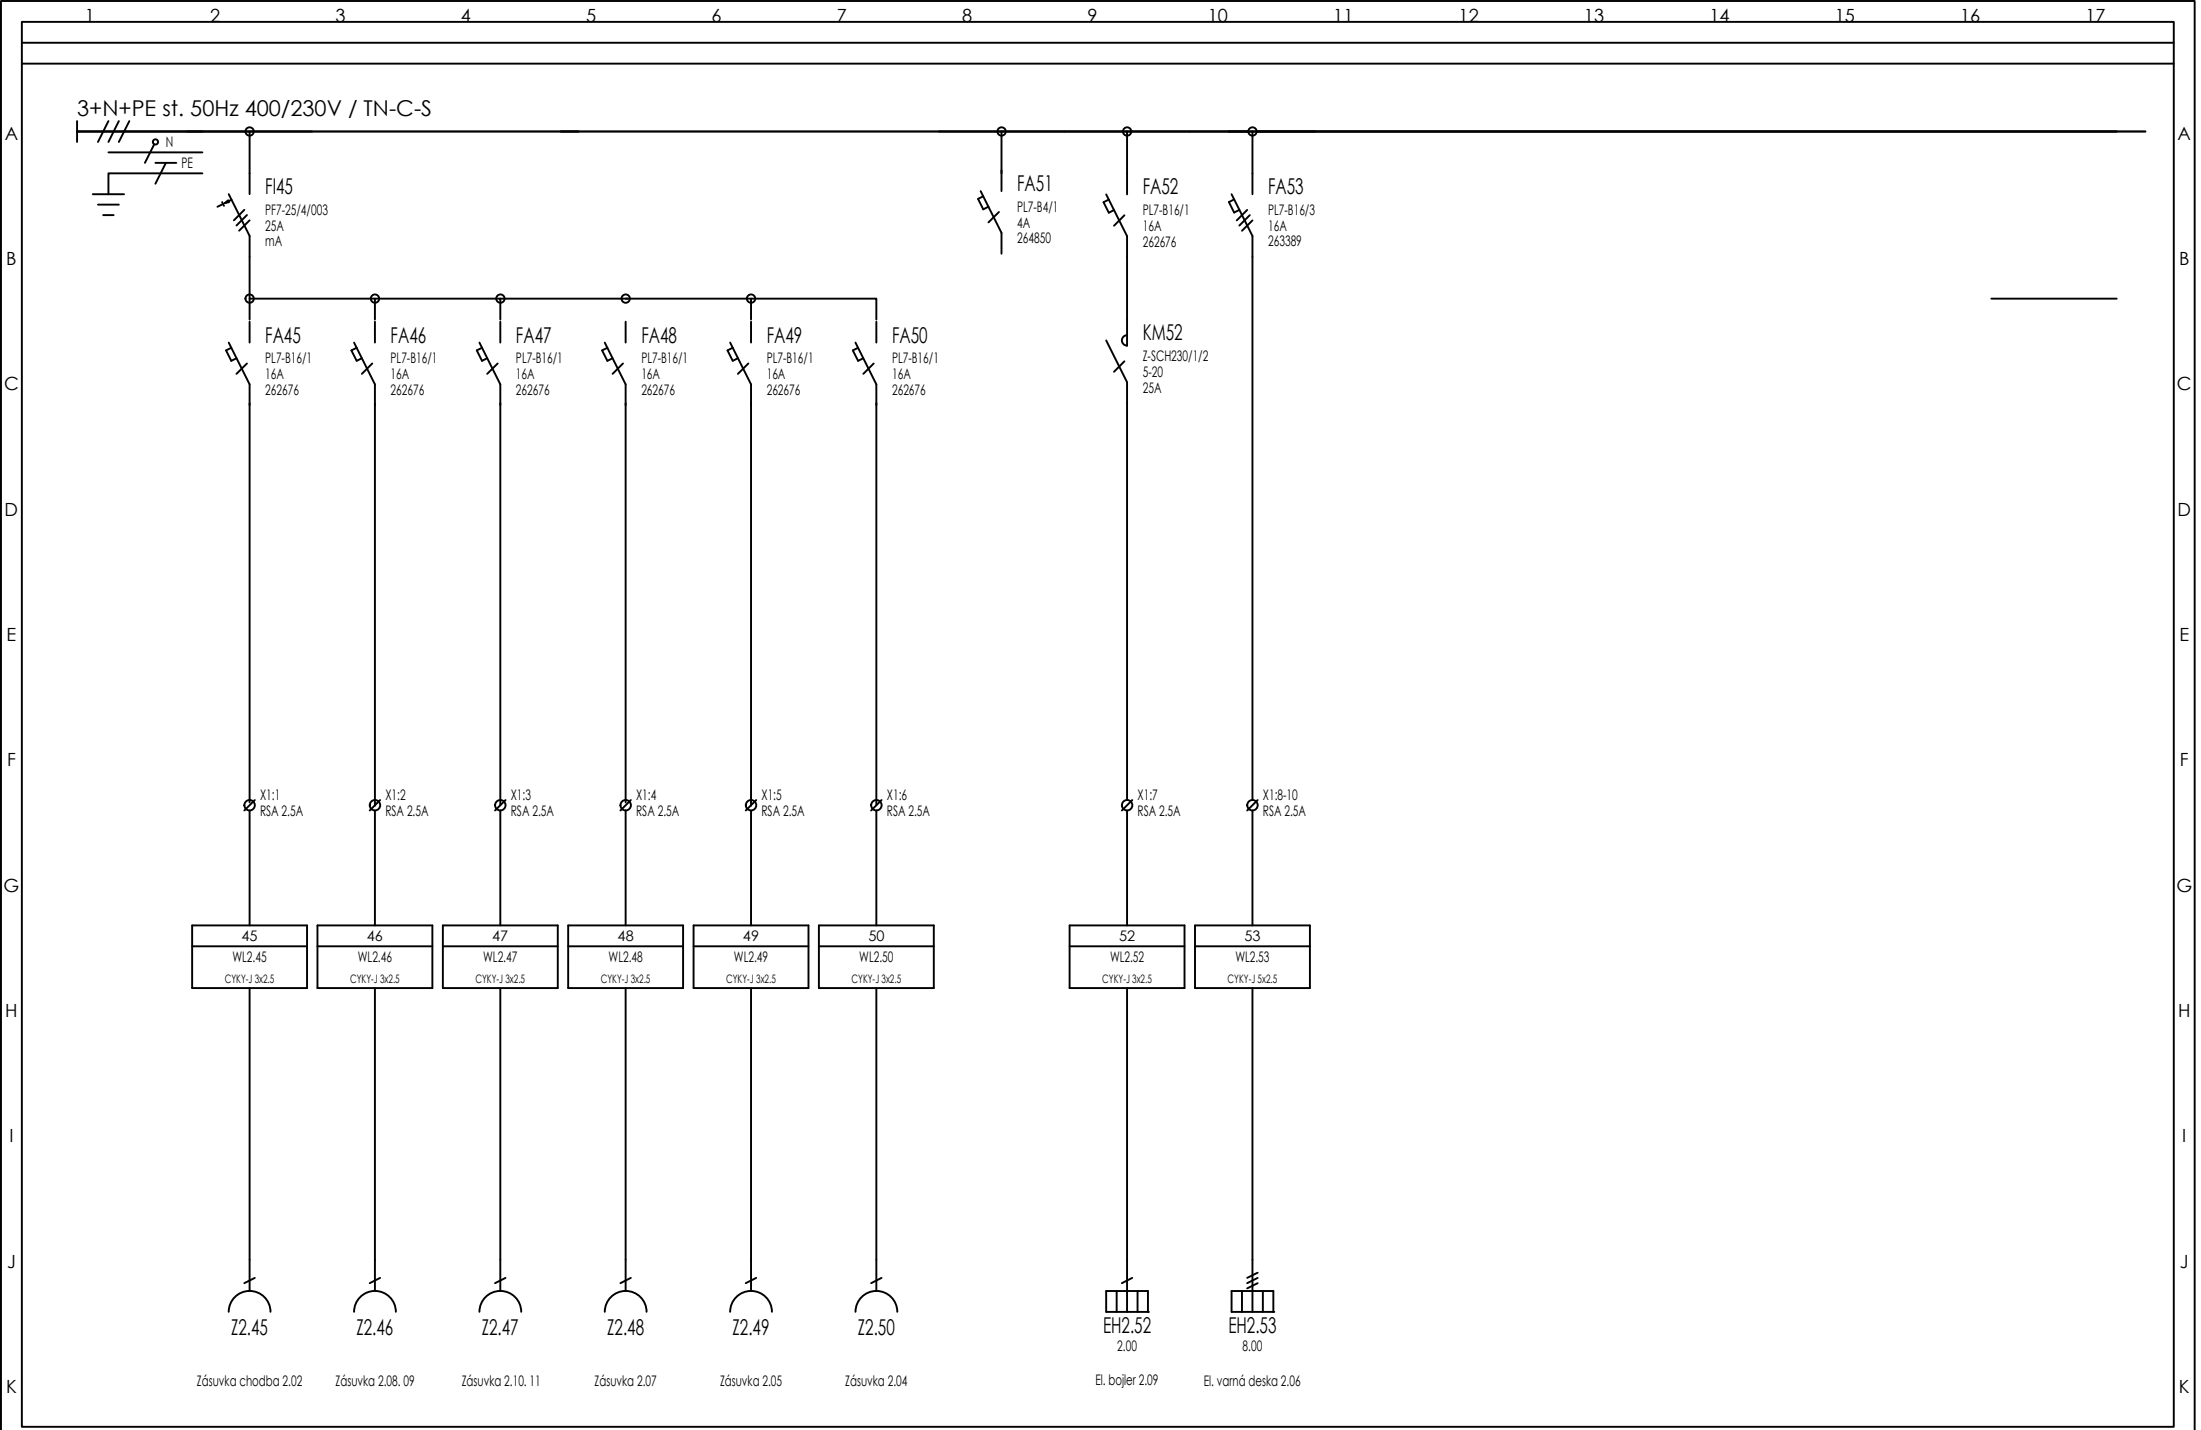 1 2 3 4 5 6 7 8 9 10 11 12 13 14 15 16 17
3+N+PE st. 50Hz 400/230V / TN-C-S
A A
N
PE
FI45
PF7-25/4/003
25A
mA
FA51
PL7-B4/1
4A
264850
FA52
PL7-B16/1
16A
262676
FA53
PL7-B16/3
16A
263389
B B
FA45
PL7-B16/1
16A
262676
FA46
PL7-B16/1
16A
262676
FA47
PL7-B16/1
16A
262676
FA48
PL7-B16/1
16A
262676
FA49
PL7-B16/1
16A
262676
FA50
PL7-B16/1
16A
262676
KM52
Z-SCH230/1/2
5-20
25A
C C
D D
E E
F F
X1:1
RSA 2.5A
X1:2
RSA 2.5A
X1:3
RSA 2.5A
X1:4
RSA 2.5A
X1:5
RSA 2.5A
X1:6
RSA 2.5A
X1:7
RSA 2.5A
X1:8-10
RSA 2.5A
G G
45
WL2.45
CYKY-J 3x2.5
46
WL2.46
CYKY-J 3x2.5
47
WL2.47
CYKY-J 3x2.5
48
WL2.48
CYKY-J 3x2.5
49
WL2.49
CYKY-J 3x2.5
50
WL2.50
CYKY-J 3x2.5
52
WL2.52
CYKY-J 3x2.5
53
WL2.53
CYKY-J 5x2.5
H H
I I
J J
Z2.45
Z2.46
Z2.47
Z2.48
Z2.49
Z2.50
EH2.52
2.00
EH2.53
8.00
K K
Zásuvka chodba 2.02
Zásuvka 2.08. 09
Zásuvka 2.10. 11
Zásuvka 2.07
Zásuvka 2.05
Zásuvka 2.04
El. bojler 2.09
El. varná deska 2.06